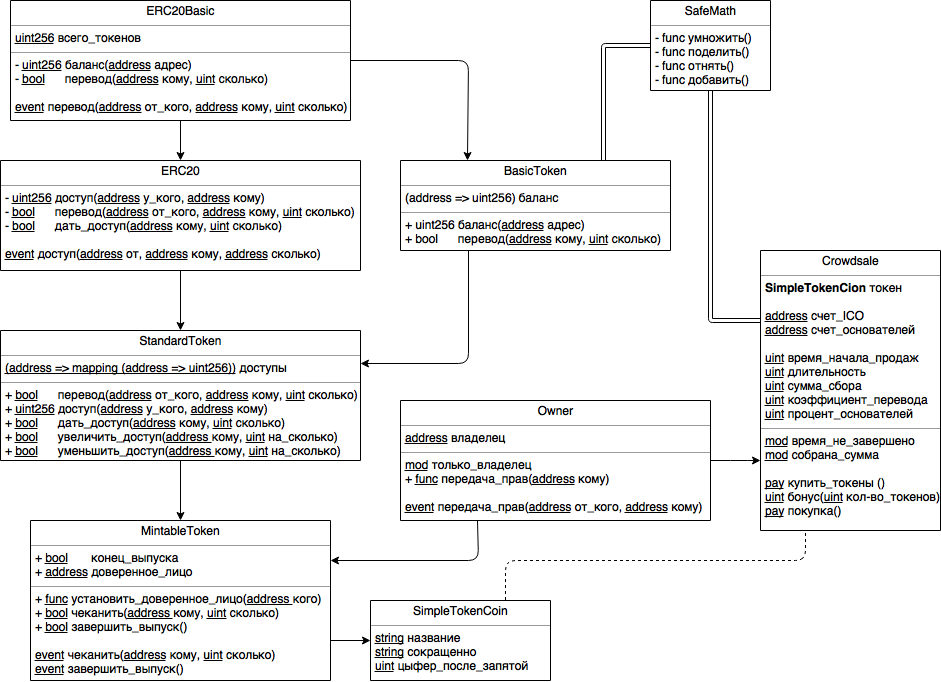 ERC20Basic
uint256 всего_токенов
- uint256 баланс(address адрес)
- bool перевод(address кому, uint сколько)
event перевод(address от_кого, address кому, uint сколько)
SafeMath
- func умножить()
- func поделить()
- func отнять()
- func добавить()
ERC20
- uint256 доступ(address у_кого, address кому)
- bool перевод(address от_кого, address кому, uint сколько)
- bool дать_доступ(address кому, uint сколько)
event доступ(address от, address кому, address сколько)
BasicToken
(address => uint256) баланс
+ uint256 баланс(address адрес)
+ bool перевод(address кому, uint сколько)
Crowdsale
SimpleTokenCion токен
address счет_ICO
address счет_основателей
uint время_начала_продаж
uint длительность
uint сумма_сбора
uint коэффициент_перевода
uint процент_основателей
mod время_не_завершено
mod собрана_сумма
pay купить_токены ()
uint бонус(uint кол-во_токенов)
pay покупка()
StandardToken
(address => mapping (address => uint256)) доступы
+ bool перевод(address от_кого, address кому, uint сколько)
+ uint256 доступ(address у_кого, address кому)
+ bool дать_доступ(address кому, uint сколько)
+ bool увеличить_доступ(address кому, uint на_сколько)
+ bool уменьшить_доступ(address кому, uint на_сколько)
Owner
address владелец
mod только_владелец
+ func передача_прав(address кому)
event передача_прав(address от_кого, address кому)
MintableToken
+ bool конец_выпуска
+ address доверенное_лицо
+ func установить_доверенное_лицо(address кого)
+ bool чеканить(address кому, uint сколько)
+ bool завершить_выпуск()
event чеканить(address кому, uint сколько)
event завершить_выпуск()
SimpleTokenCoin
string название
string сокращенно
uint цыфер_после_запятой